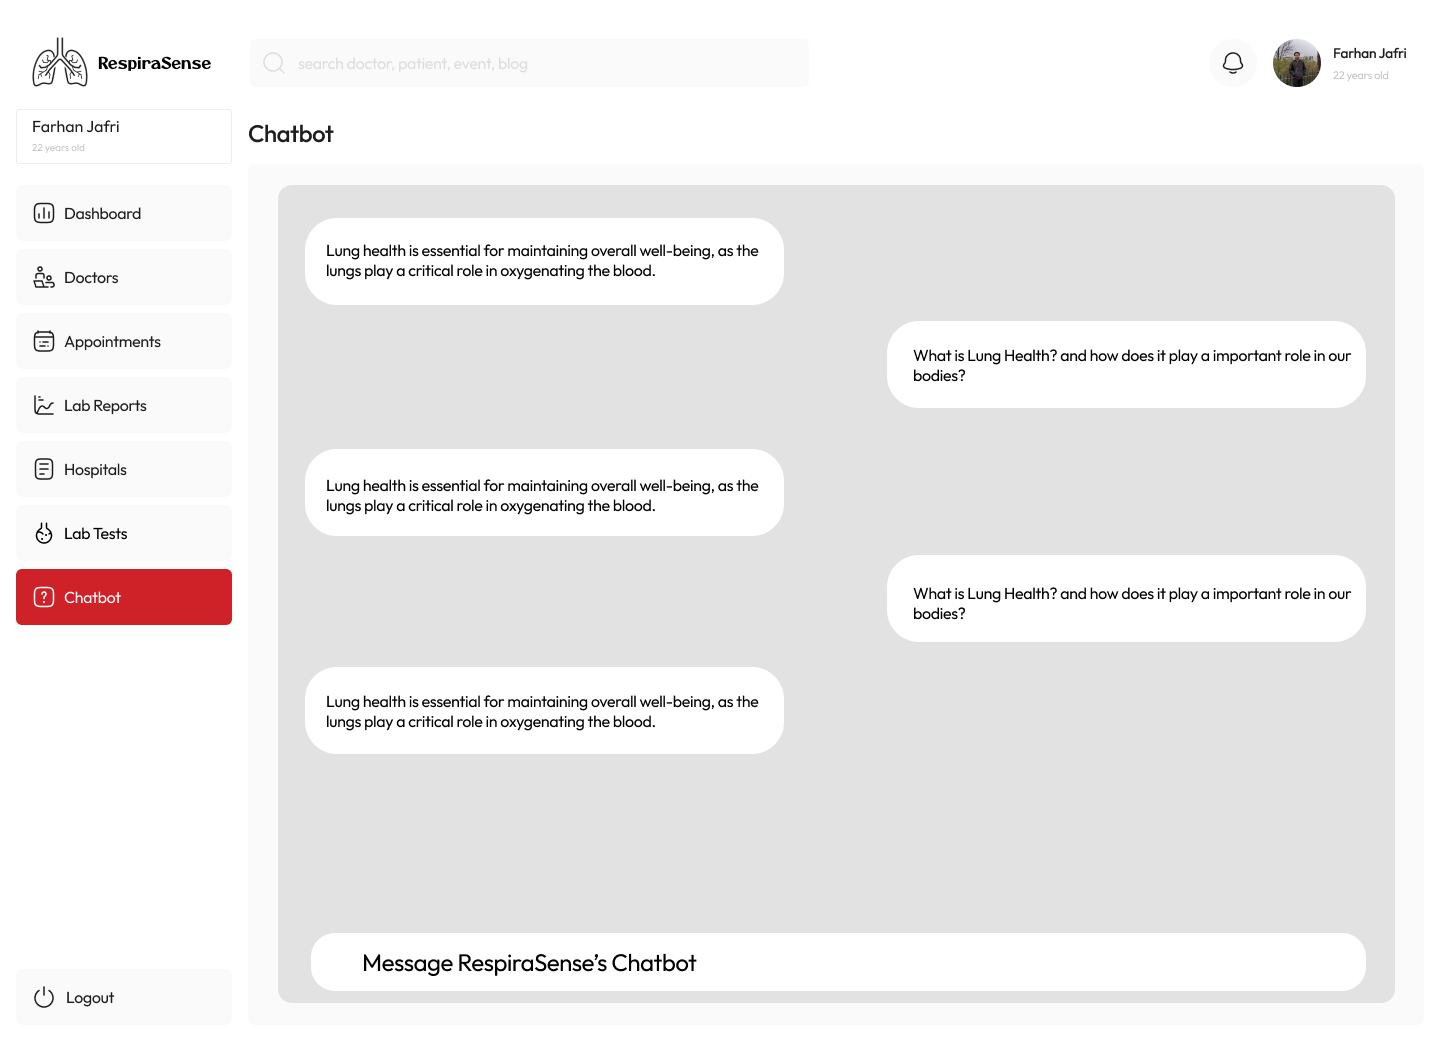 RespiraSense
search doctor, patient, event, blog
Farhan Jafri
22 years old
Farhan Jafri
22 years old
Dashboard
Doctors
Appointments
Lab Reports
Hospitals
Lab Tests
Chatbot
Logout
Chatbot
Lung health is essential for maintaining overall well-being, as the
lungs play a critical role in oxygenating the blood.
What is Lung Health? and how does it play a important role in our
bodies?
Lung health is essential for maintaining overall well-being, as the
lungs play a critical role in oxygenating the blood.
What is Lung Health? and how does it play a important role in our
bodies?
Lung health is essential for maintaining overall well-being, as the
lungs play a critical role in oxygenating the blood.
Message RespiraSense’s Chatbot